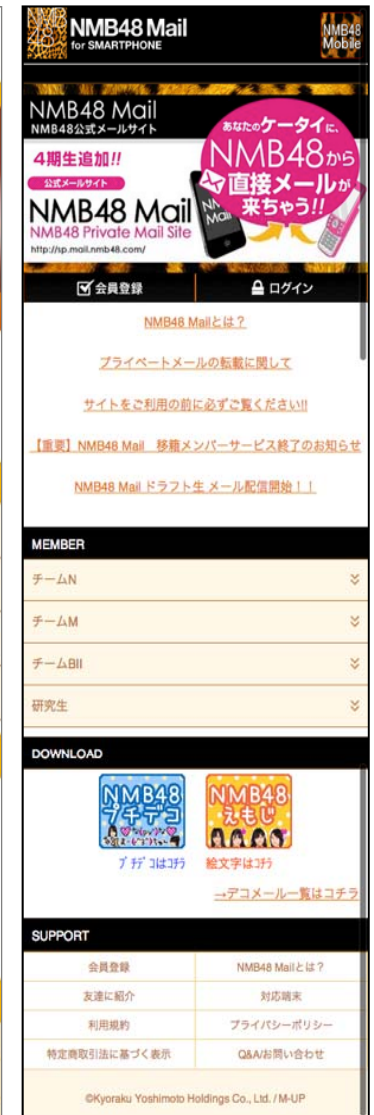 NMB48 Mail
for SMARTPHONE
NMB48
Mobile
NMB48 Mail
NMB48公式メールサイト
4期生追加!!
公式メールサイト
NMB48 Mail
NMB48 Private Mail Site
http://sp.mail.nmb48.com/
あなたのケータイに、
NMB48から
直接メールが
来ちゃう!!
会員登録
ログイン
NMB48 Mailとは？
プライベートメールの転載に関して
サイトをご利用の前に必ずご覧ください!!
【重要】NMB48 Mail　移籍メンバーサービス終了のお知らせ
NMB48 Mail ドラフト生 メール配信開始！！
MEMBER
チームN
チームM
チームBII
研究生
DOWNLOAD
NMB48
プチデコ
NMB48
えもじ
ﾌﾟﾁﾃﾞｺはｺﾁﾗ
絵文字はｺﾁﾗ
→デコメール一覧はコチラ
SUPPORT
会員登録
NMB48 Mailとは？
友達に紹介
対応端末
利用規約
プライバシーポリシー
特定商取引法に基づく表示
Q&A/お問い合わせ
©Kyoraku Yoshimoto Holdings Co., Ltd. / M-UP